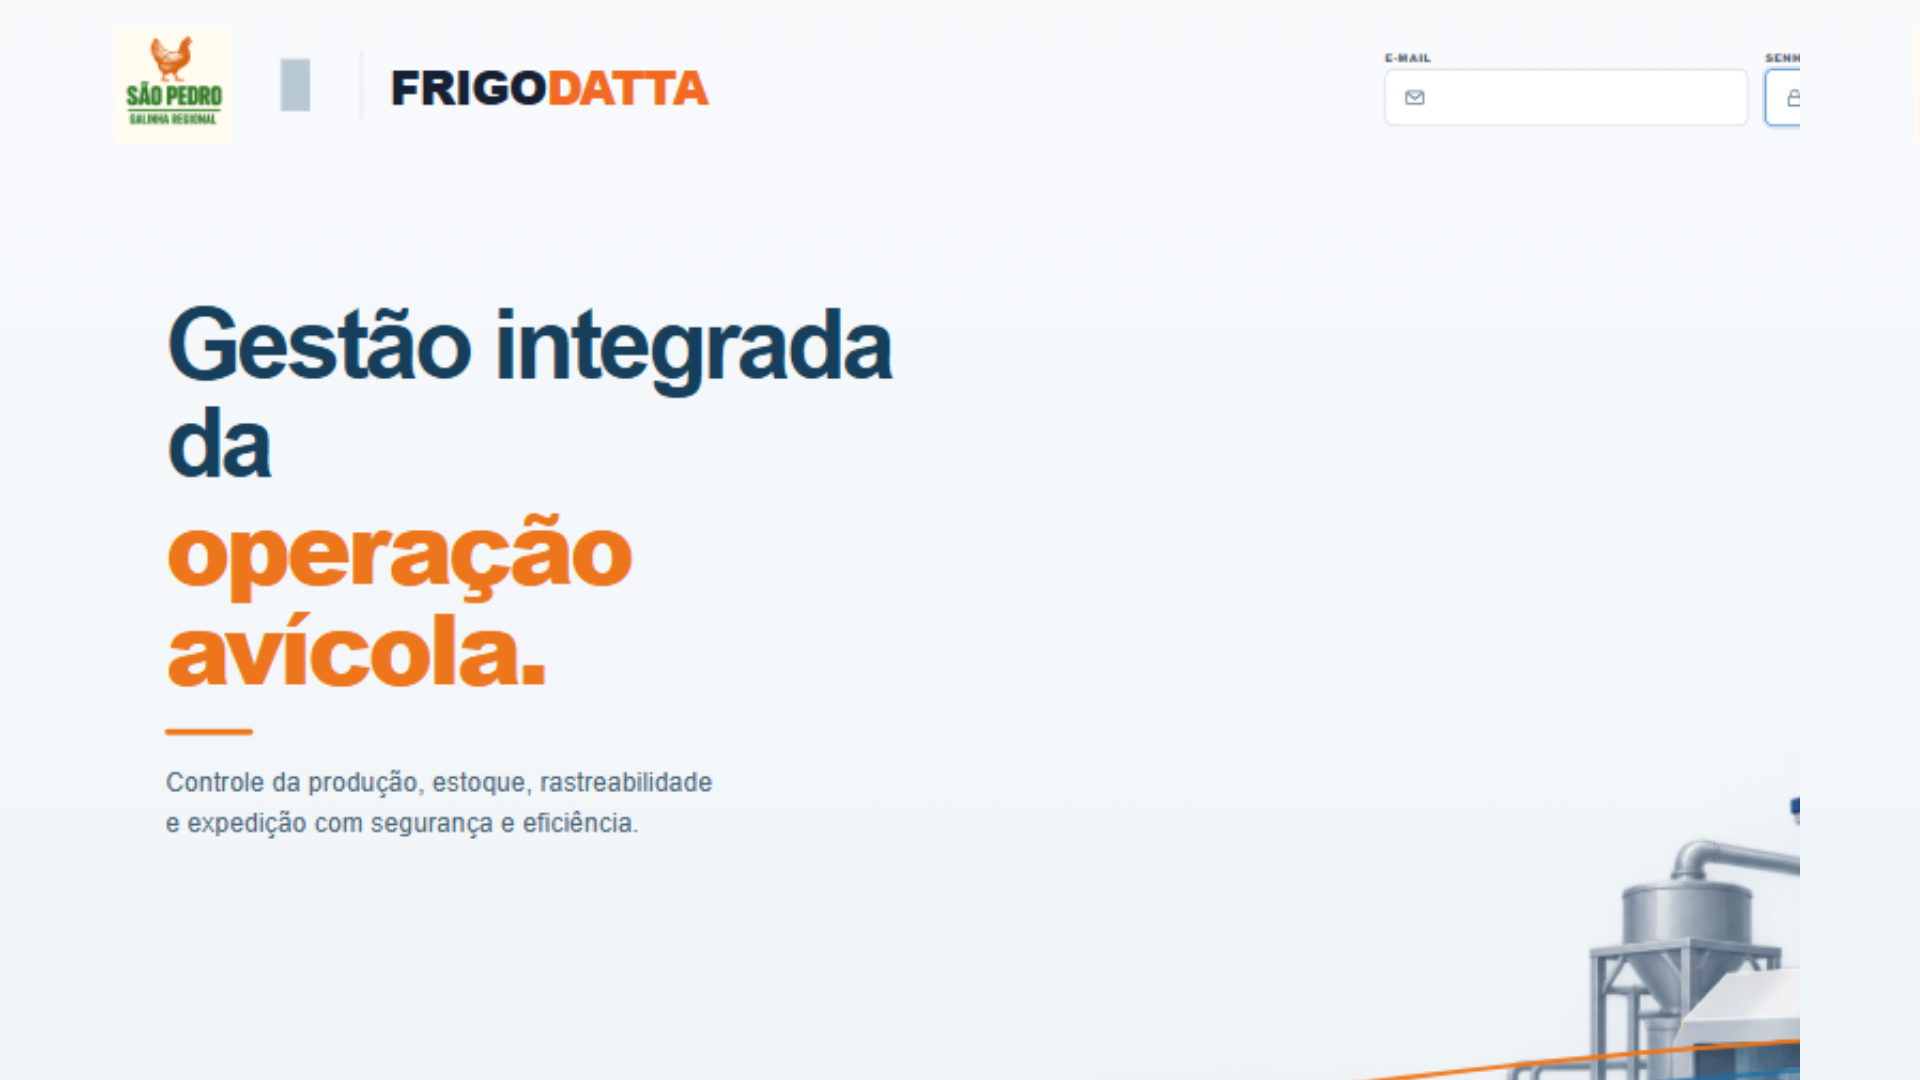 SÃO PEDRO
GALINHA REGIONAL
FRIGODATTA
E-MAIL
SENH
Gestão integrada
da
operação
avícola.
Controle da produção, estoque, rastreabilidade
e expedição com segurança e eficiência.